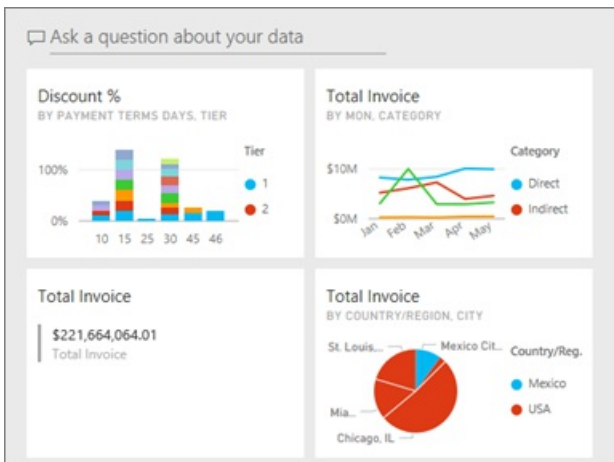 Ask a question about your data
Discount %
BY PAYMENT TERMS DAYS, TIER
Tier
100%
1
0%
2
10 15 25 30 45 46
Total Invoice
BY MON, CATEGORY
Category
$10M
Direct
$0M
Indirect
Jan Feb Mar Apr May
Total Invoice
$221,664,064.01
Total Invoice
Total Invoice
BY COUNTRY/REGION, CITY
St. Louis... Mexico Cit...
Country/Reg.
Mexico
USA
Mia...
Chicago, IL